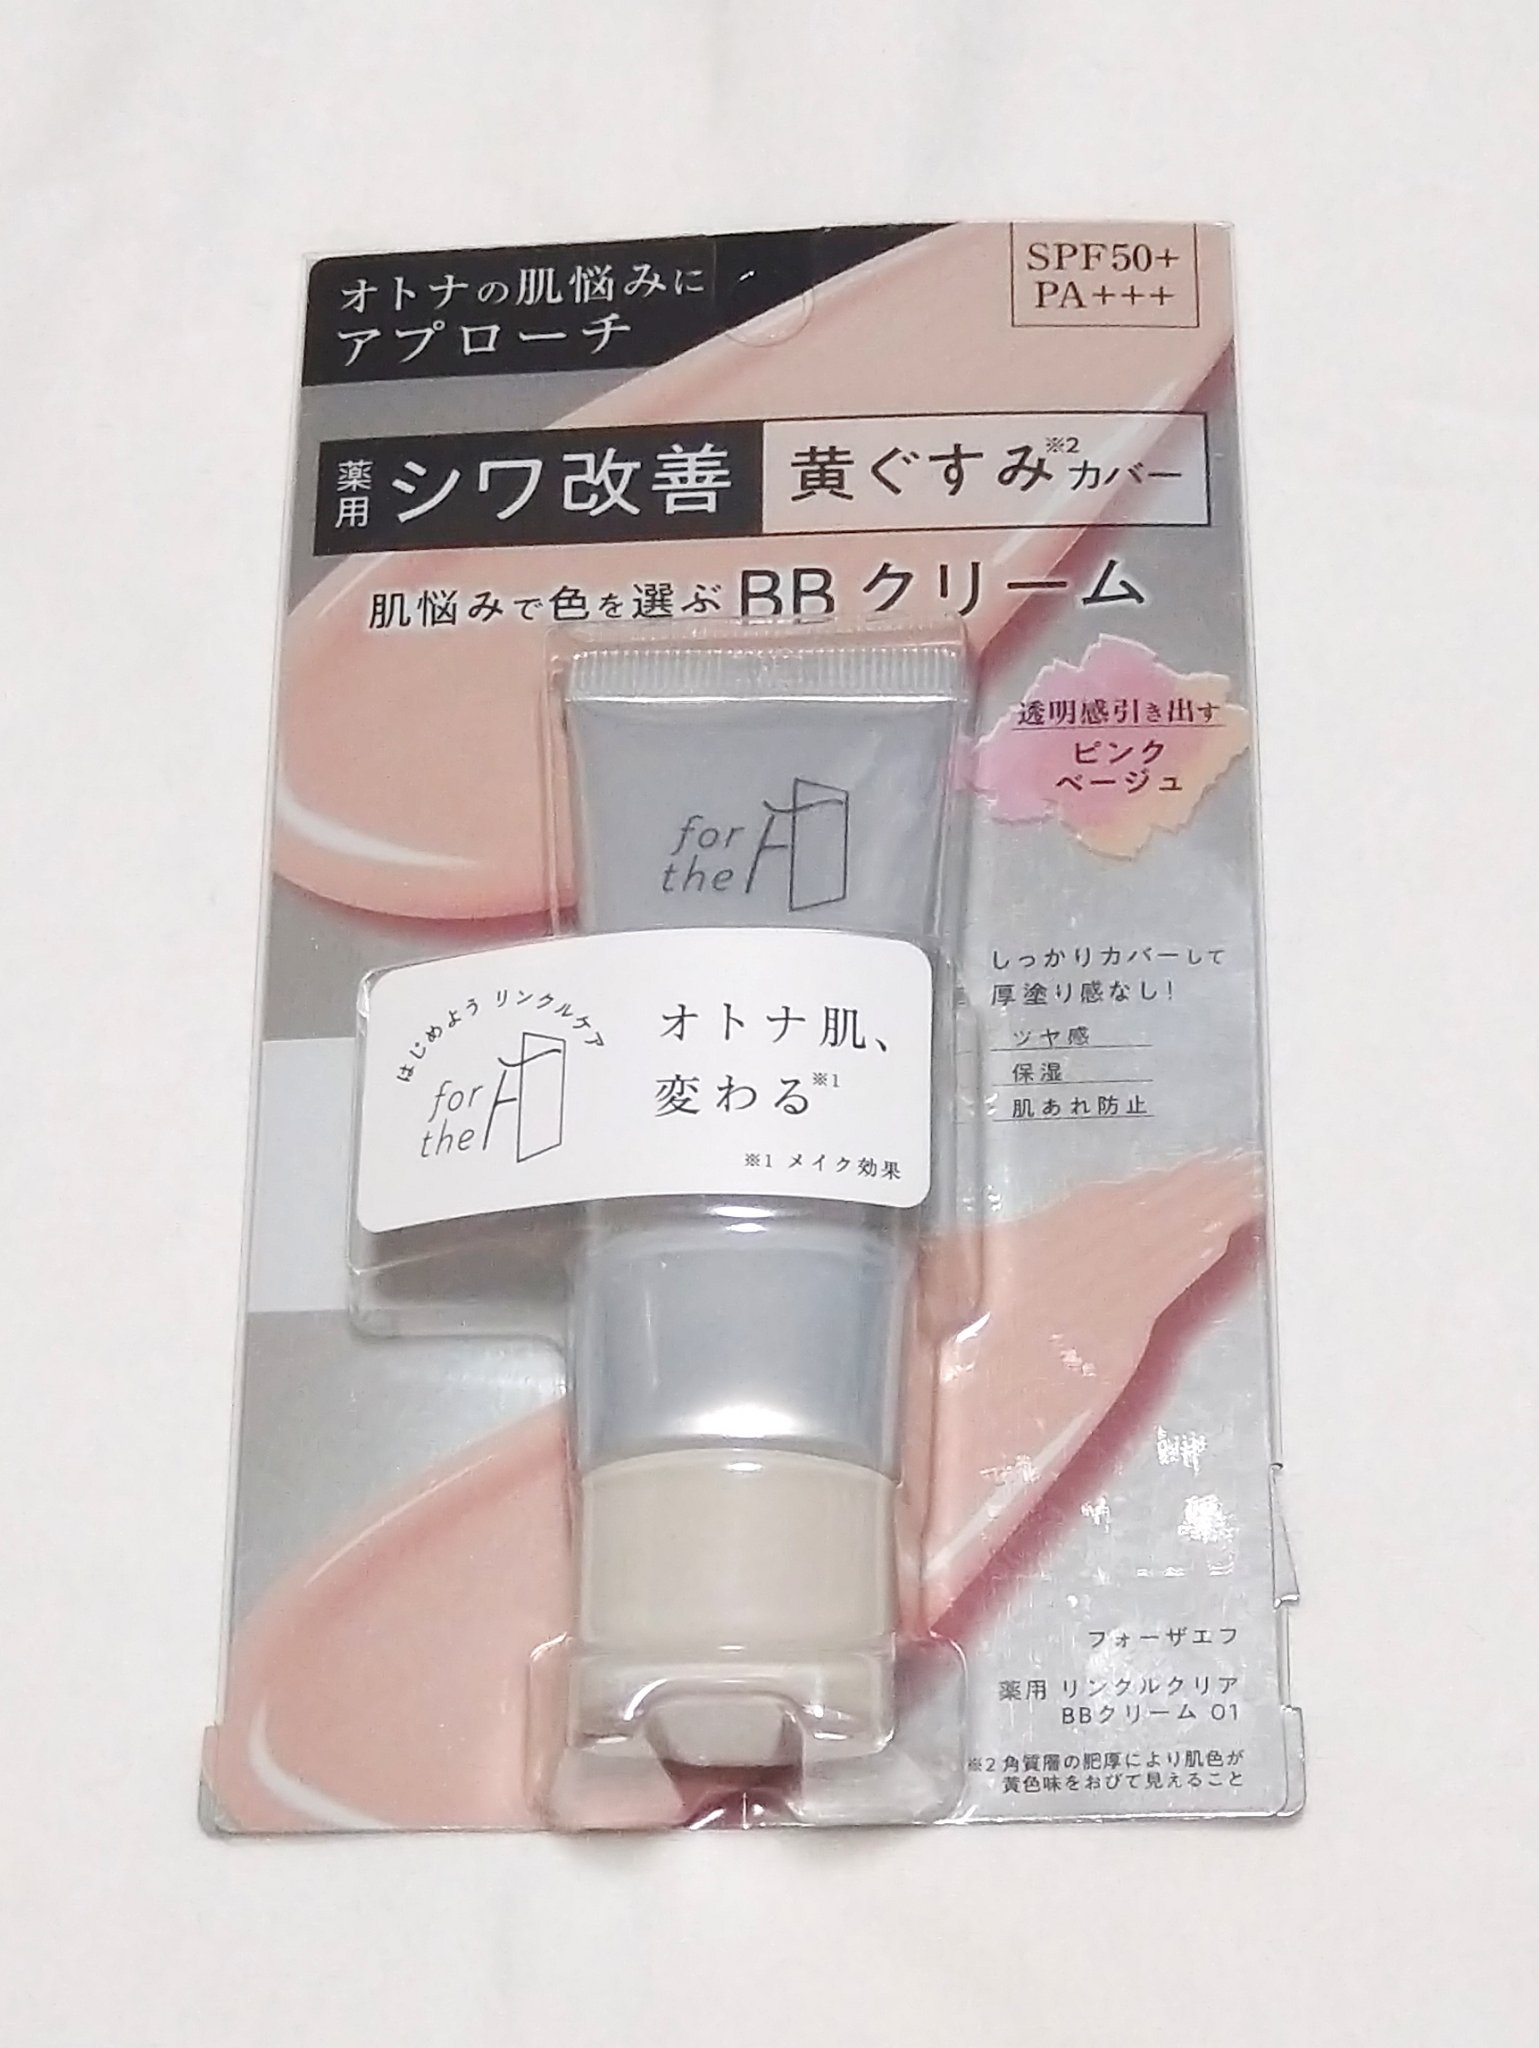 オトナの肌悩みに
アプローチ
SPF50+
PA+++
薬用 シワ改善
黄ぐすみ※2カバー
肌悩みで色を選ぶ BB クリーム
透明感引き出す
ピンク
ベージュ
for
the
しっかりカバーして
厚塗り感なし!
ツヤ感
保湿
肌あれ防止
はじめよう リンクルケア
for
the
オトナ肌、
変わる※1
※1 メイク効果
フォーザエフ
薬用 リンクルクリア
BBクリーム 01
※2 角質層の肥厚により肌色が
黄色味をおびて見えること